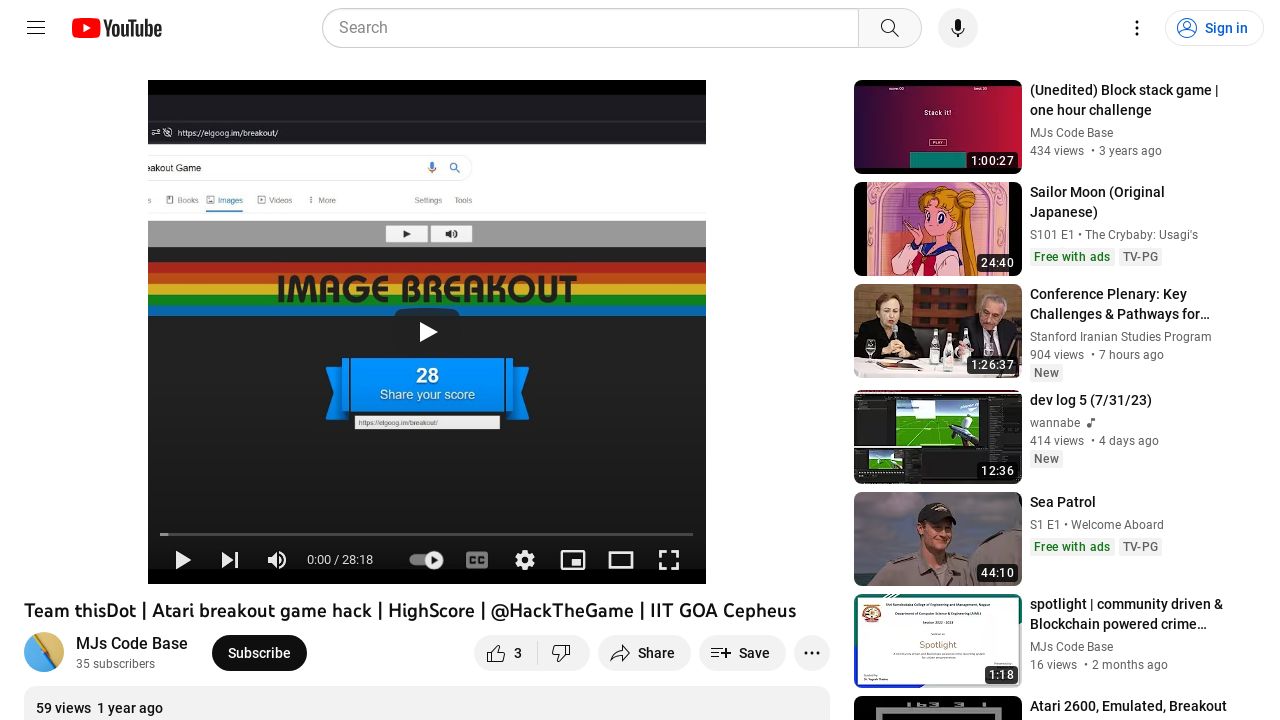 YouTube
Search
Sign in
https://elgoog.im/breakout/
eakout Game
Books
Images
Videos
More
Settings
Tools
IMAGE BREAKOUT
28
Share your score
https://elgoog.im/breakout/
0:00 / 28:18
CC
Team thisDot | Atari breakout game hack | HighScore | @HackTheGame | IIT GOA Cepheus
MJs Code Base
35 subscribers
Subscribe
3
Share
Save
59 views 1 year ago
Stack it!
PLAY
1:00:27
(Unedited) Block stack game |
one hour challenge
MJs Code Base
434 views • 3 years ago
24:40
Sailor Moon (Original
Japanese)
S101 E1 • The Crybaby: Usagi's
Free with ads
TV-PG
1:26:37
Conference Plenary: Key
Challenges & Pathways for…
Stanford Iranian Studies Program
904 views • 7 hours ago
New
12:36
dev log 5 (7/31/23)
wannabe
414 views • 4 days ago
New
44:10
Sea Patrol
S1 E1 • Welcome Aboard
Free with ads
TV-PG
Spotlight
1:18
spotlight | community driven &
Blockchain powered crime…
MJs Code Base
16 views • 2 months ago
Atari 2600, Emulated, Breakout